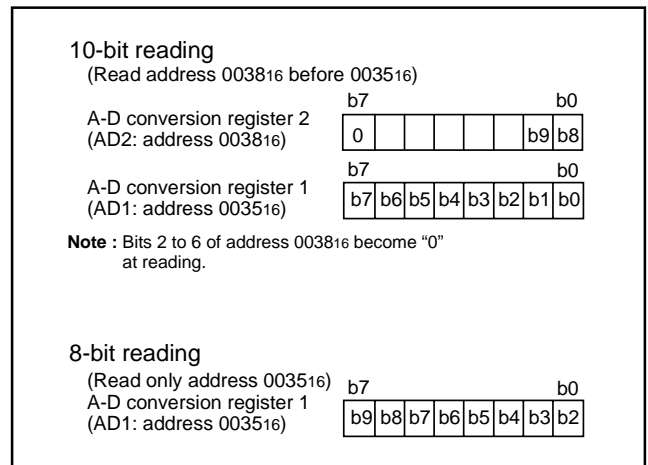 10-bit reading
(Read address 003816 before 003516)
b7 b0
A-D conversion register 2
(AD2: address 003816)
0 b9 b8
b7 b0
A-D conversion register 1
(AD1: address 003516)
b7 b6 b5 b4 b3 b2 b1 b0
Note : Bits 2 to 6 of address 003816 become “0”
at reading.
8-bit reading
(Read only address 003516)
b7 b0
A-D conversion register 1
(AD1: address 003516)
b9 b8 b7 b6 b5 b4 b3 b2